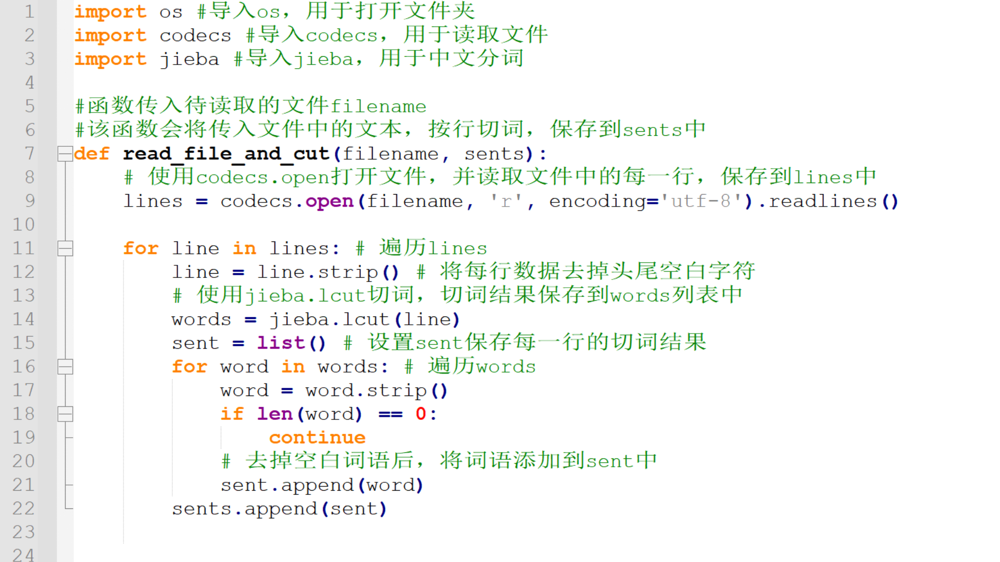 1 import os #导入os，用于打开文件夹
2 import codecs #导入codecs，用于读取文件
3 import jieba #导入jieba，用于中文分词
4
5 #函数传入待读取的文件filename
6 #该函数会将传入文件中的文本，按行切词，保存到sents中
7 def read_file_and_cut(filename, sents):
8     # 使用codecs.open打开文件，并读取文件中的每一行，保存到lines中
9     lines = codecs.open(filename, 'r', encoding='utf-8').readlines()
10
11     for line in lines: # 遍历lines
12         line = line.strip() # 将每行数据去掉头尾空白字符
13         # 使用jieba.lcut切词，切词结果保存到words列表中
14         words = jieba.lcut(line)
15         sent = list() # 设置sent保存每一行的切词结果
16         for word in words: # 遍历words
17             word = word.strip()
18             if len(word) == 0:
19                 continue
20             # 去掉空白词语后，将词语添加到sent中
21             sent.append(word)
22         sents.append(sent)
23
24